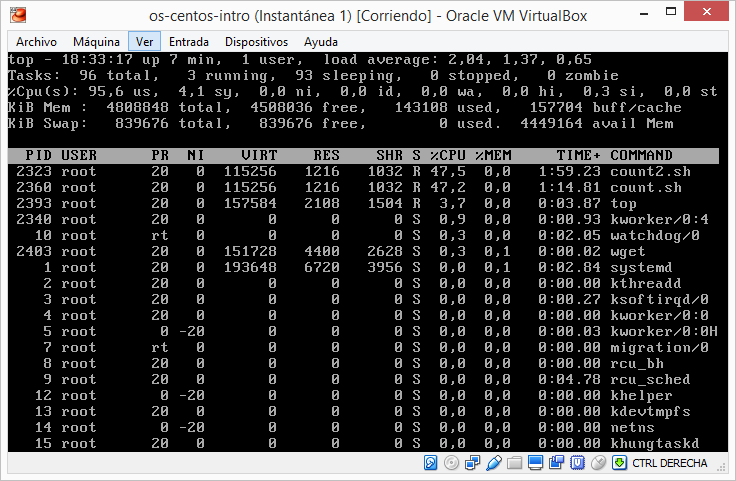 os-centos-intro (Instantánea 1) [Corriendo] - Oracle VM VirtualBox
Archivo Máquina Ver Entrada Dispositivos Ayuda
top - 18:33:17 up 7 min,  1 user,  load average: 2,04, 1,37, 0,65
Tasks:  96 total,   3 running,  93 sleeping,   0 stopped,   0 zombie
%Cpu(s): 95,6 us,  4,1 sy,  0,0 ni,  0,0 id,  0,0 wa,  0,0 hi,  0,3 si,  0,0 st
KiB Mem :  4808848 total,  4508036 free,   143108 used,   157704 buff/cache
KiB Swap:   839676 total,   839676 free,        0 used.  4449164 avail Mem
PID USER PR NI VIRT RES SHR S %CPU %MEM TIME+ COMMAND
2323 root 20 0 115256 1216 1032 R 47,5 0,0 1:59.23 count2.sh
2360 root 20 0 115256 1216 1032 R 47,2 0,0 1:14.81 count.sh
2393 root 20 0 157584 2108 1504 R 3,7 0,0 0:03.87 top
2340 root 20 0 0 0 0 S 0,9 0,0 0:00.93 kworker/0:4
10 root rt 0 0 0 0 S 0,3 0,0 0:02.05 watchdog/0
2403 root 20 0 151728 4400 2628 S 0,3 0,1 0:00.02 wget
1 root 20 0 193648 6720 3956 S 0,0 0,1 0:02.84 systemd
2 root 20 0 0 0 0 S 0,0 0,0 0:00.00 kthreadd
3 root 20 0 0 0 0 S 0,0 0,0 0:00.27 ksoftirqd/0
4 root 20 0 0 0 0 S 0,0 0,0 0:00.00 kworker/0:0
5 root 0 -20 0 0 0 S 0,0 0,0 0:00.03 kworker/0:0H
7 root rt 0 0 0 0 S 0,0 0,0 0:00.00 migration/0
8 root 20 0 0 0 0 S 0,0 0,0 0:00.00 rcu_bh
9 root 20 0 0 0 0 S 0,0 0,0 0:04.78 rcu_sched
12 root 0 -20 0 0 0 S 0,0 0,0 0:00.00 khelper
13 root 20 0 0 0 0 S 0,0 0,0 0:00.00 kdevtmpfs
14 root 0 -20 0 0 0 S 0,0 0,0 0:00.00 netns
15 root 20 0 0 0 0 S 0,0 0,0 0:00.00 khungtaskd
CTRL DERECHA